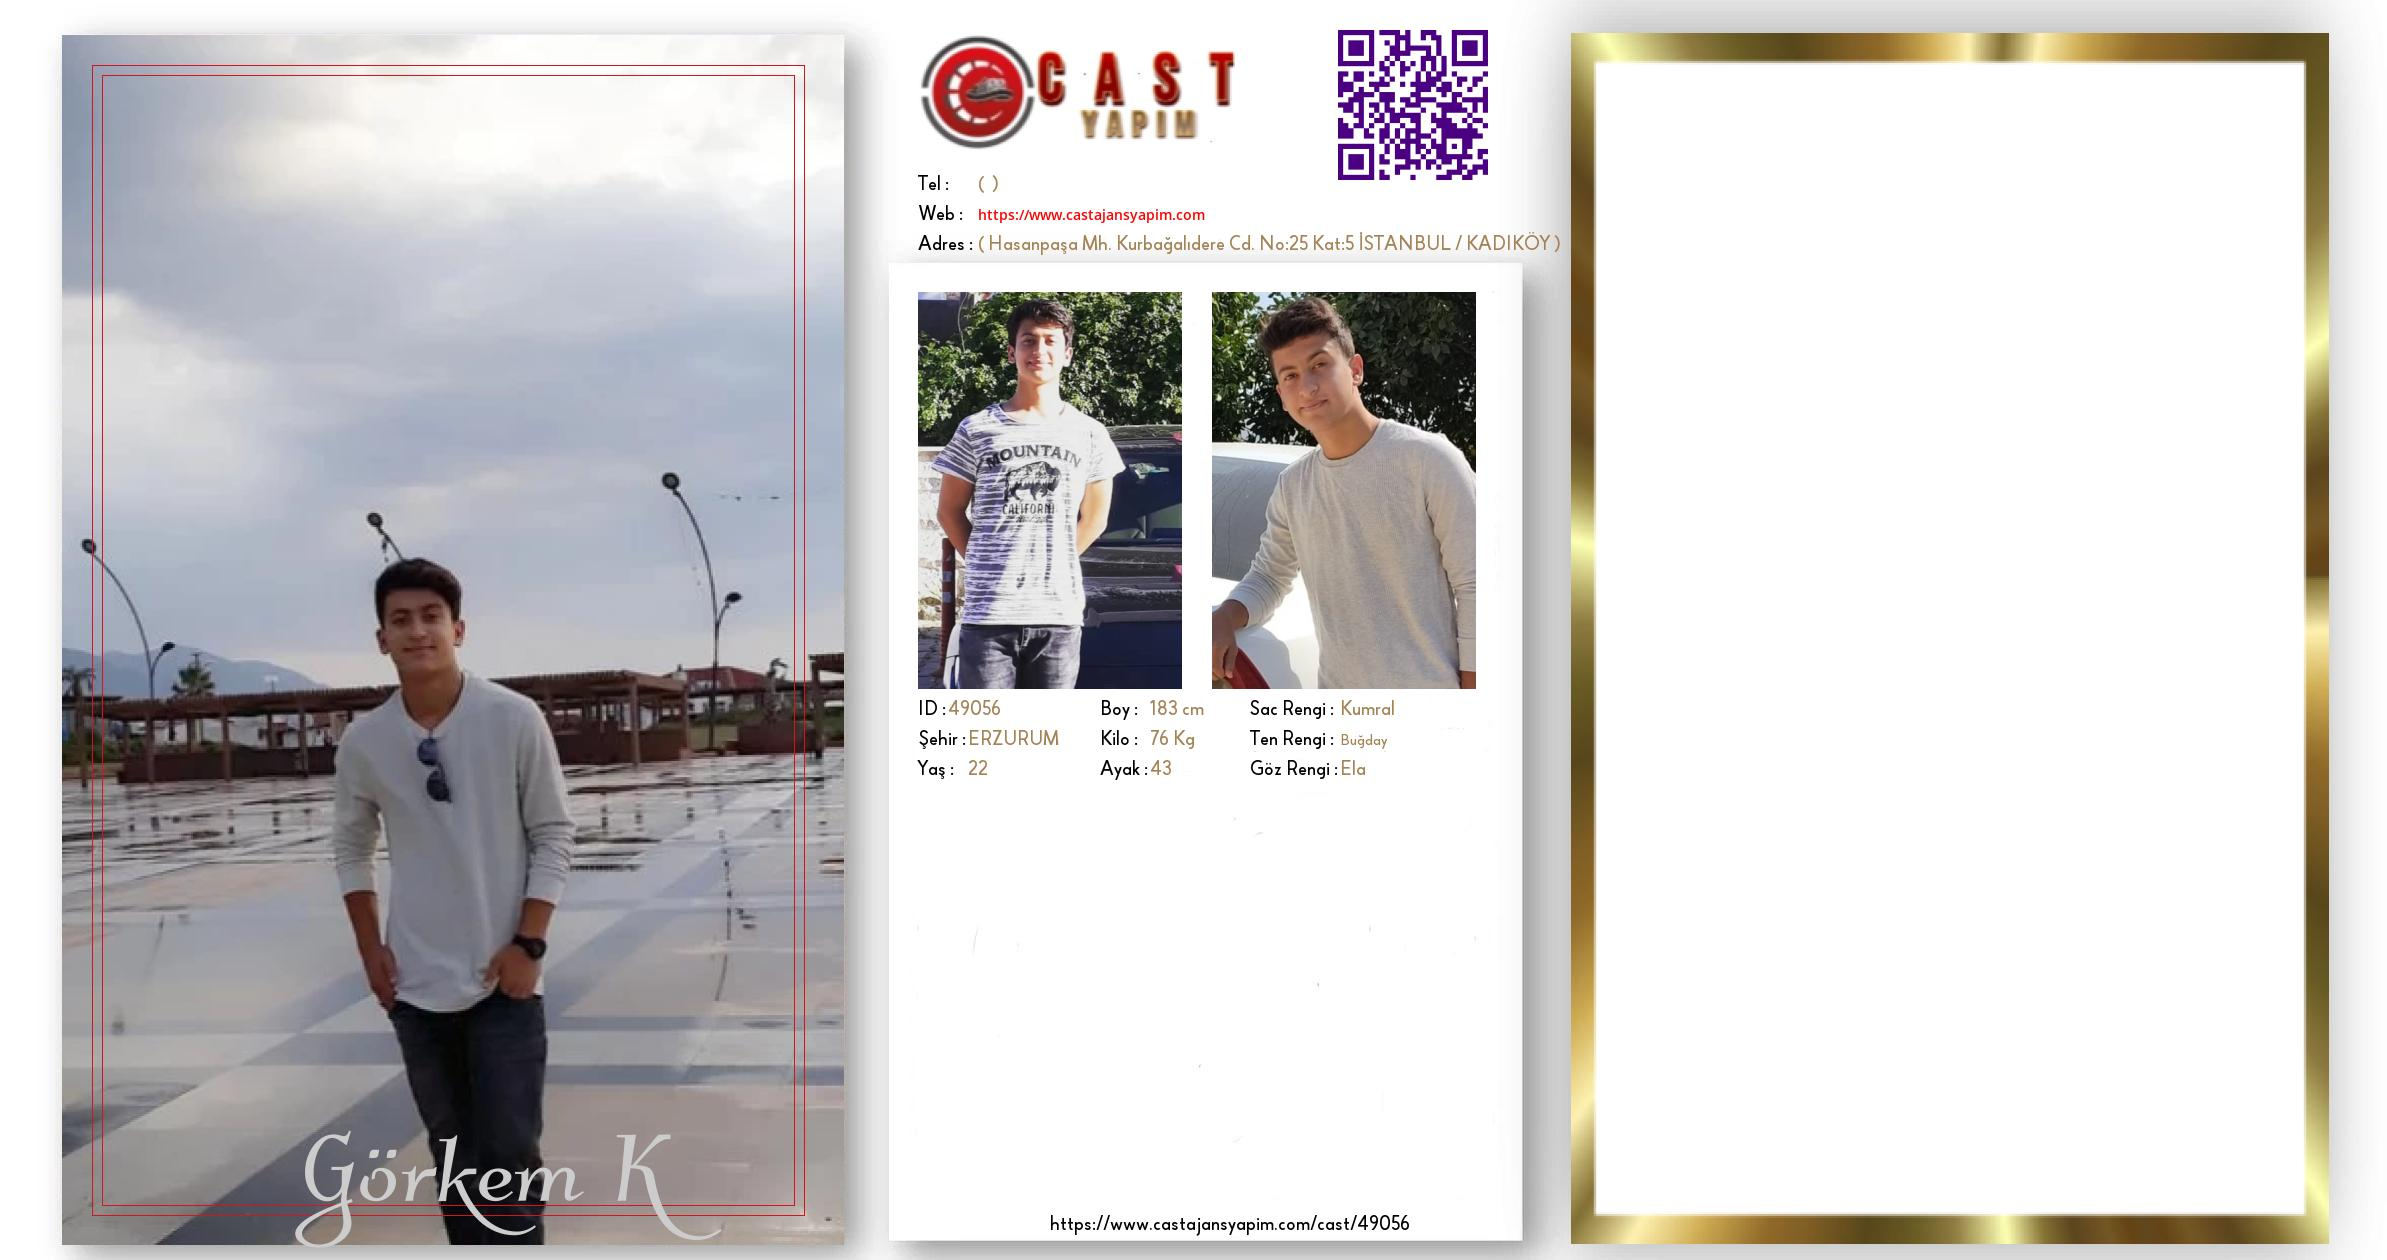 Görkem K
CAST
YAPIM
Tel : ( )
Web : https://www.castajansyapim.com
Adres : ( Hasanpaşa Mh. Kurbağalıdere Cd. No:25 Kat:5 İSTANBUL / KADIKÖY )
MOUNTAIN
CALIFORNI
ID : 49056 Boy : 183 cm Sac Rengi : Kumral
Şehir : ERZURUM Kilo : 76 Kg Ten Rengi : Buğday
Yaş : 22 Ayak : 43 Göz Rengi : Ela
https://www.castajansyapim.com/cast/49056